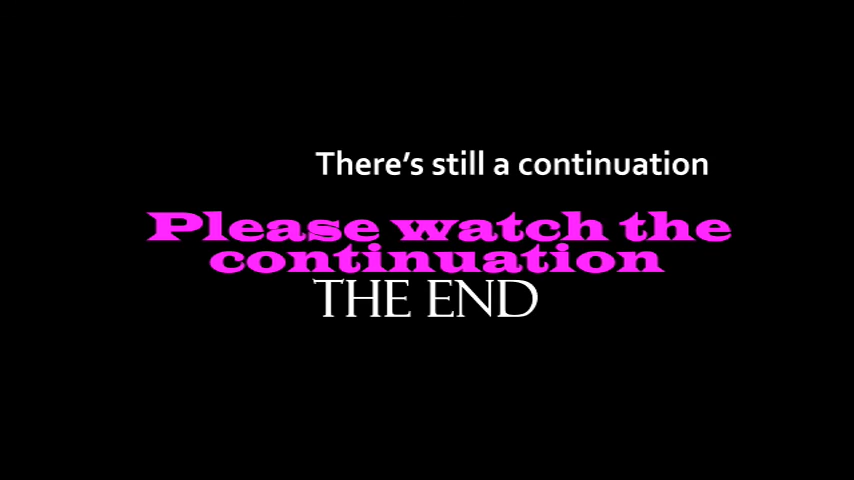 There’s still a continuation
Please watch the
continuation
THE END